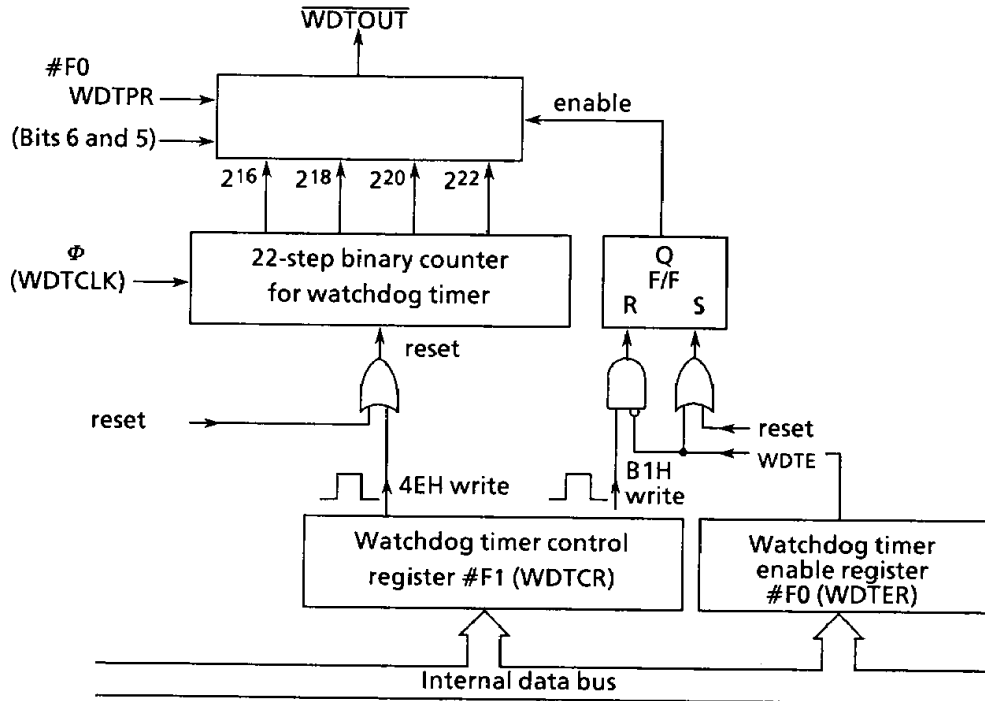 WDTOUT
#F0
WDTPR
(Bits 6 and 5)
enable
2^16
2^18
2^20
2^22
Φ
(WDTCLK)
22-step binary counter
for watchdog timer
Q
F/F
R
S
reset
reset
reset
WDTE
4EH write
B1H
write
Watchdog timer control
register #F1 (WDTCR)
Watchdog timer
enable register
#F0 (WDTER)
Internal data bus